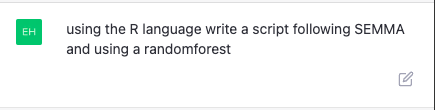 EH
using the R language write a script following SEMMA
and using a randomforest